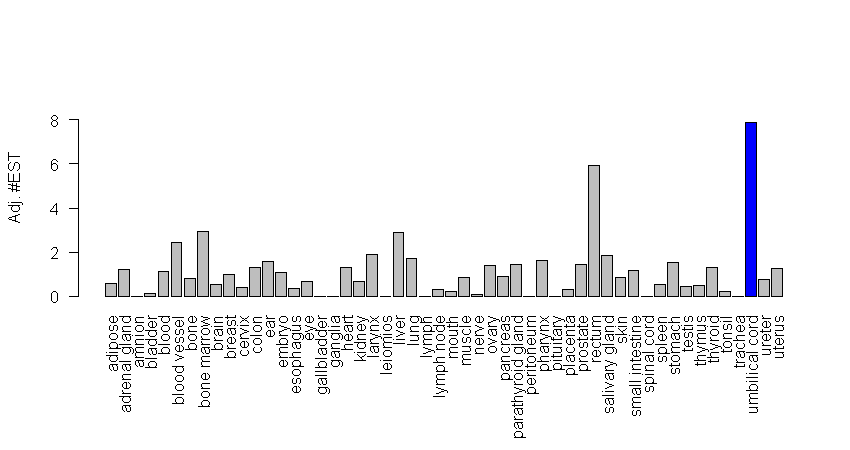 Adj. #EST
8
6
4
2
0
adipose
adrenal gland
amnion
bladder
blood
blood vessel
bone
bone marrow
brain
breast
cervix
colon
ear
embryo
esophagus
eye
gallbladder
ganglia
heart
kidney
larynx
leiomios
liver
lung
lymph
lymph node
mouth
muscle
nerve
ovary
pancreas
parathyroid gland
peritoneum
pharynx
pituitary
placenta
prostate
rectum
salivary gland
skin
small intestine
spinal cord
spleen
stomach
testis
thymus
thyroid
tonsil
trachea
umbilical cord
ureter
uterus